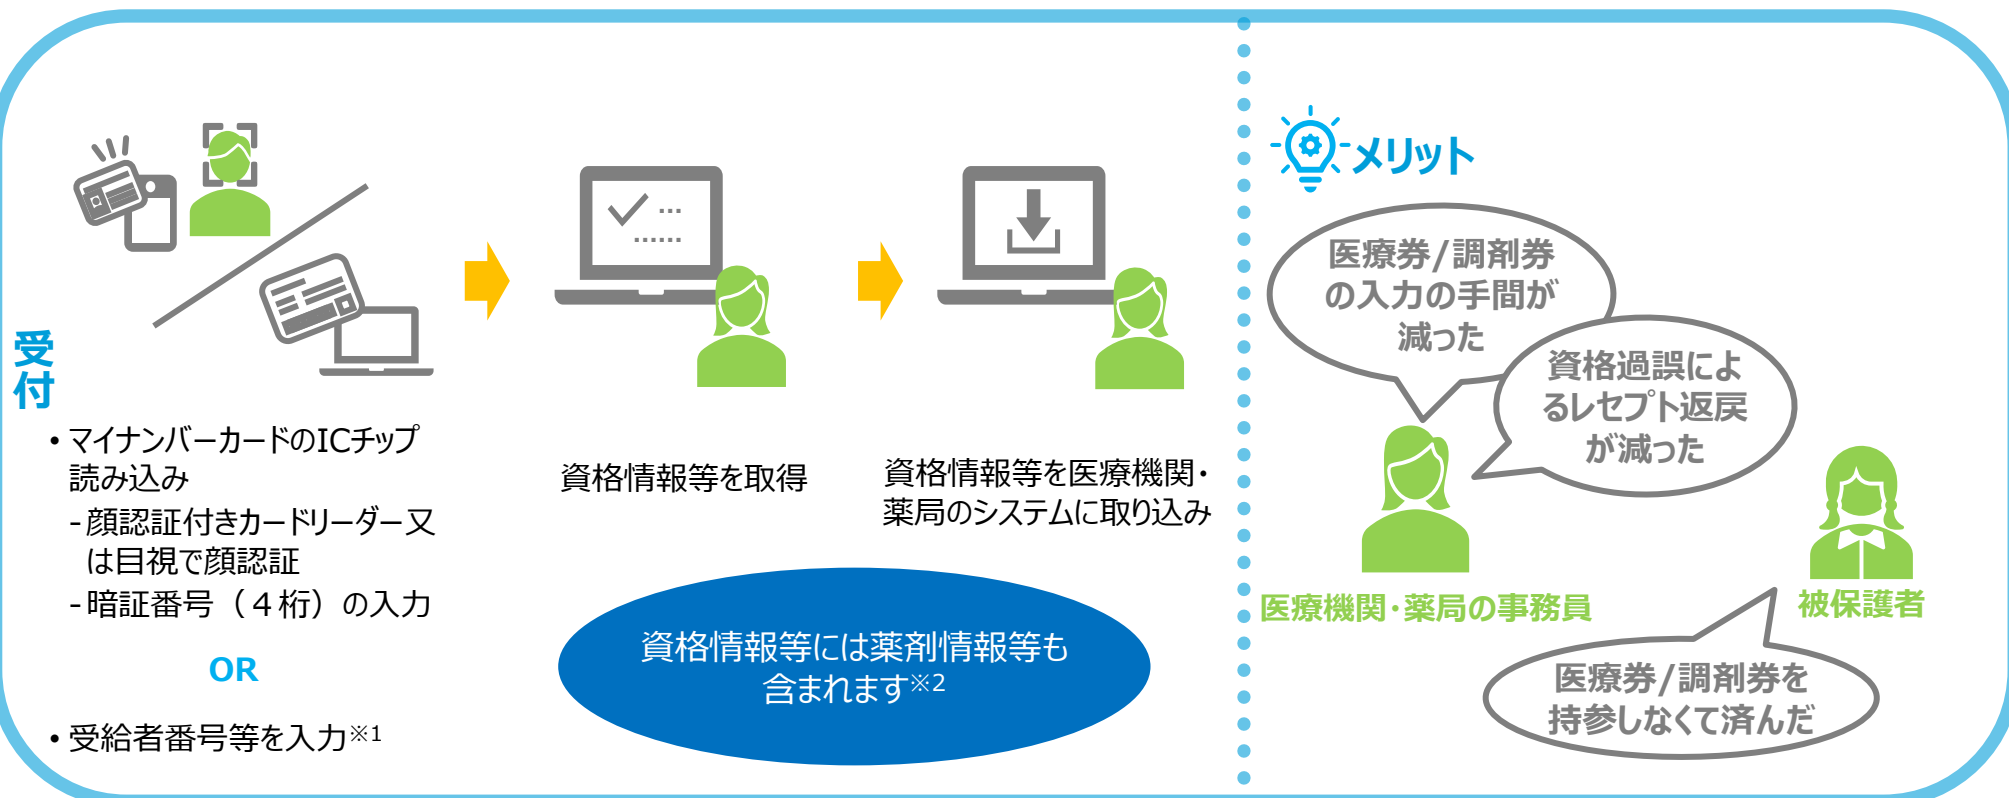 受付
• マイナンバーカードのICチップ
読み込み
- 顔認証付きカードリーダー又
は目視で顔認証
- 暗証番号（４桁）の入力
OR
• 受給者番号等を入力※1
資格情報等を取得
資格情報等を医療機関・
薬局のシステムに取り込み
資格情報等には薬剤情報等も
含まれます※2
メリット
医療券/調剤券
の入力の手間が
減った
資格過誤によ
るレセプト返戻
が減った
医療機関・薬局の事務員
被保護者
医療券/調剤券を
持参しなくて済んだ